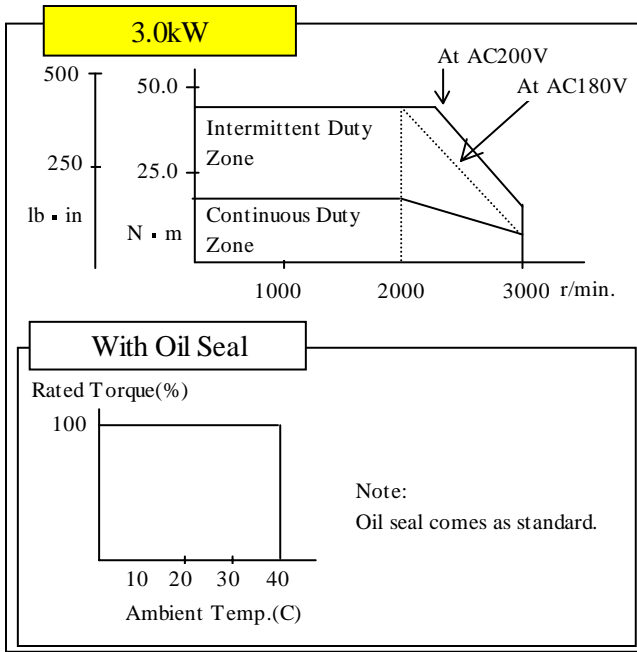 3.0kW
At AC200V
At AC180V
500
250
lb ▪ in
50.0
25.0
N ▪ m
Intermittent Duty
Zone
Continuous Duty
Zone
1000 2000 3000 r/min.
With Oil Seal
Rated Torque(%)
100
10 20 30 40
Ambient Temp.(C)
Note:
Oil seal comes as standard.